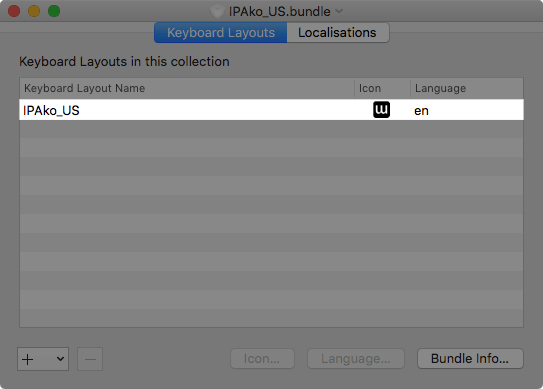 IPAko_US.bundle
Keyboard Layouts Localisations
Keyboard Layouts in this collection
Keyboard Layout Name Icon Language
IPAko_US ɯ en
+ −  Icon... Language... Bundle Info...